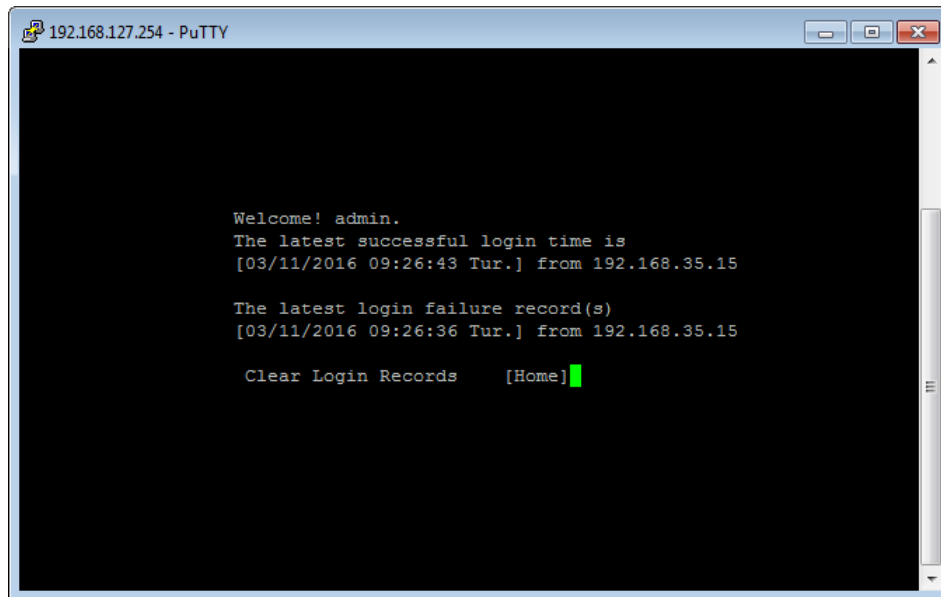 192.168.127.254 - PuTTY
Welcome! admin.
The latest successful login time is
[03/11/2016 09:26:43 Tur.] from 192.168.35.15
The latest login failure record(s)
[03/11/2016 09:26:36 Tur.] from 192.168.35.15
Clear Login Records [Home]